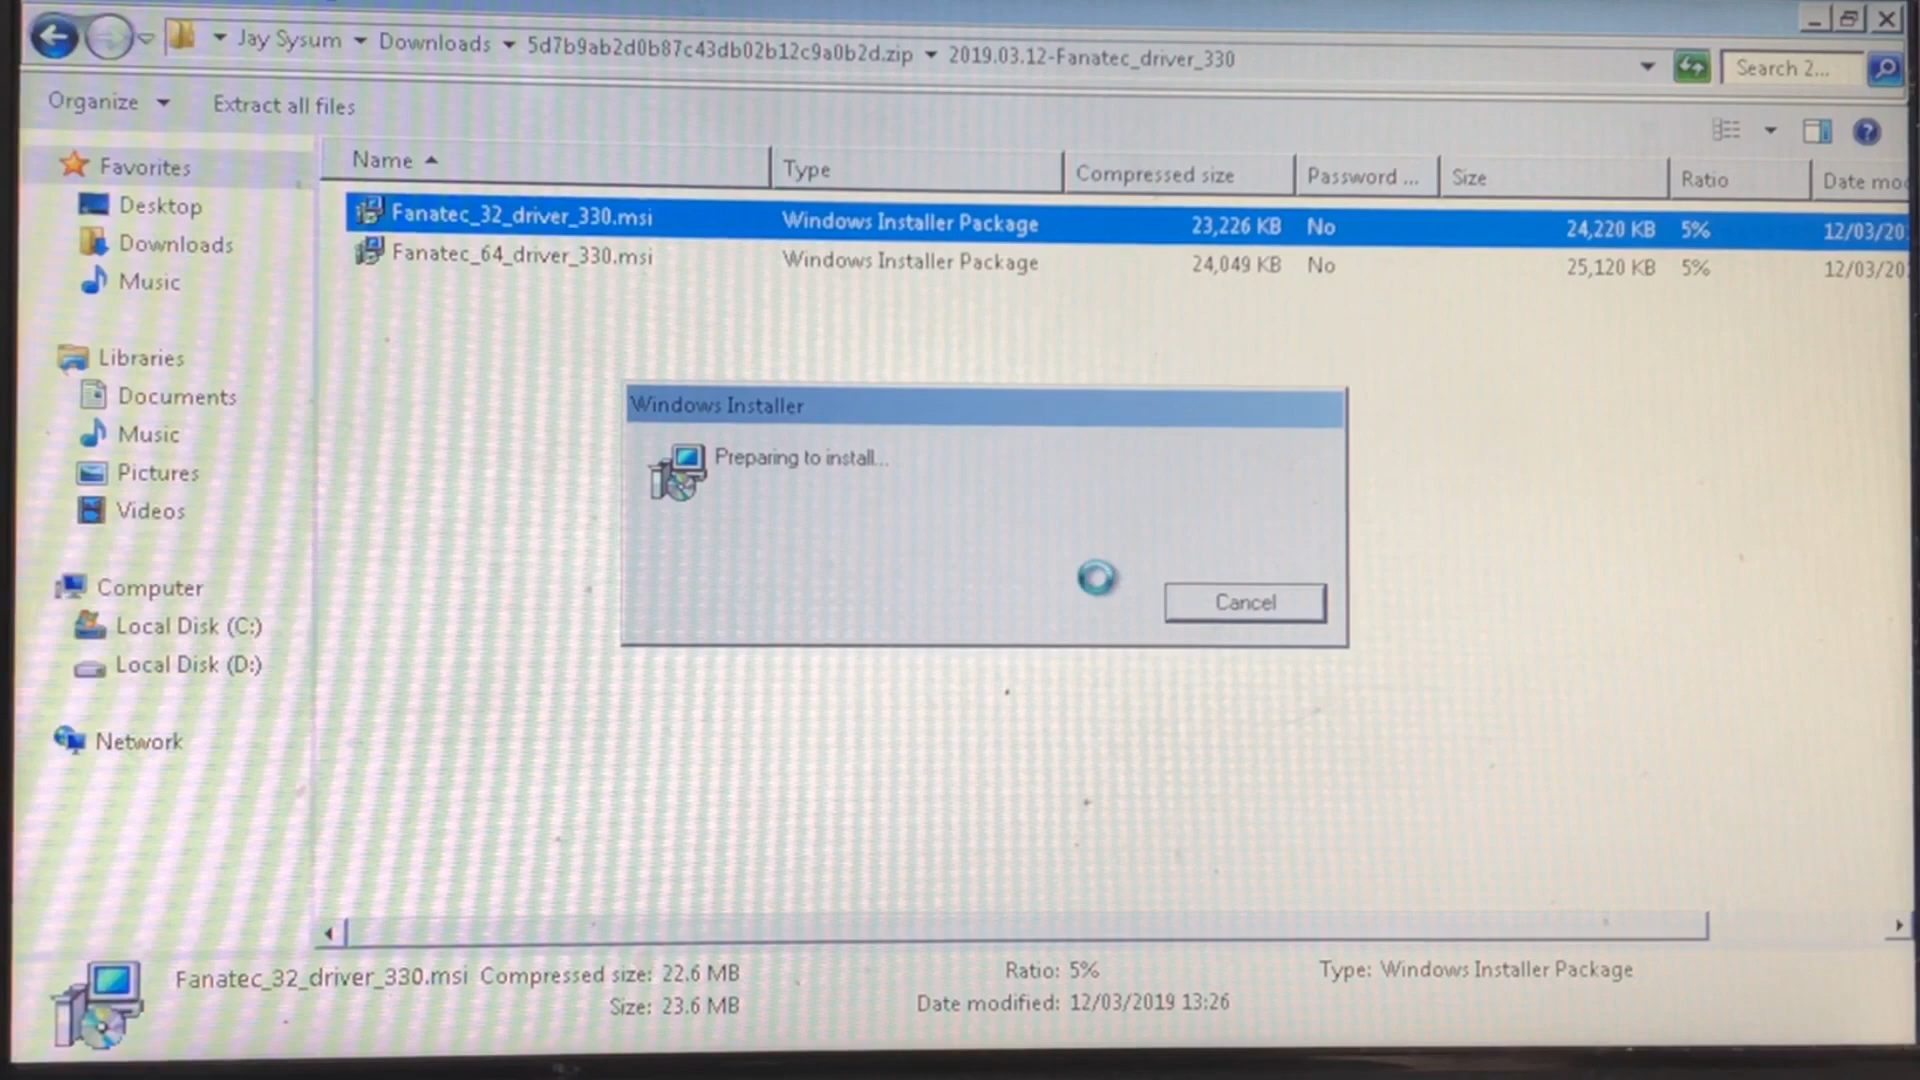 Jay Sysum Downloads 5d7b9ab2d0b87c43db02b12c9a0b2d.zip 2019.03.12-Fanatec_driver_330
Search 2...
Organize Extract all files
Name Type Compressed size Password ... Size Ratio Date mo
Fanatec_32_driver_330.msi Windows Installer Package 23,226 KB No 24,220 KB 5% 12/03/20
Fanatec_64_driver_330.msi Windows Installer Package 24,049 KB No 25,120 KB 5% 12/03/20
Favorites
Desktop
Downloads
Music
Libraries
Documents
Music
Pictures
Videos
Computer
Local Disk (C:)
Local Disk (D:)
Network
Windows Installer
Preparing to install...
Cancel
Fanatec_32_driver_330.msi Compressed size: 22.6 MB Ratio: 5% Type: Windows Installer Package
Size: 23.6 MB Date modified: 12/03/2019 13:26